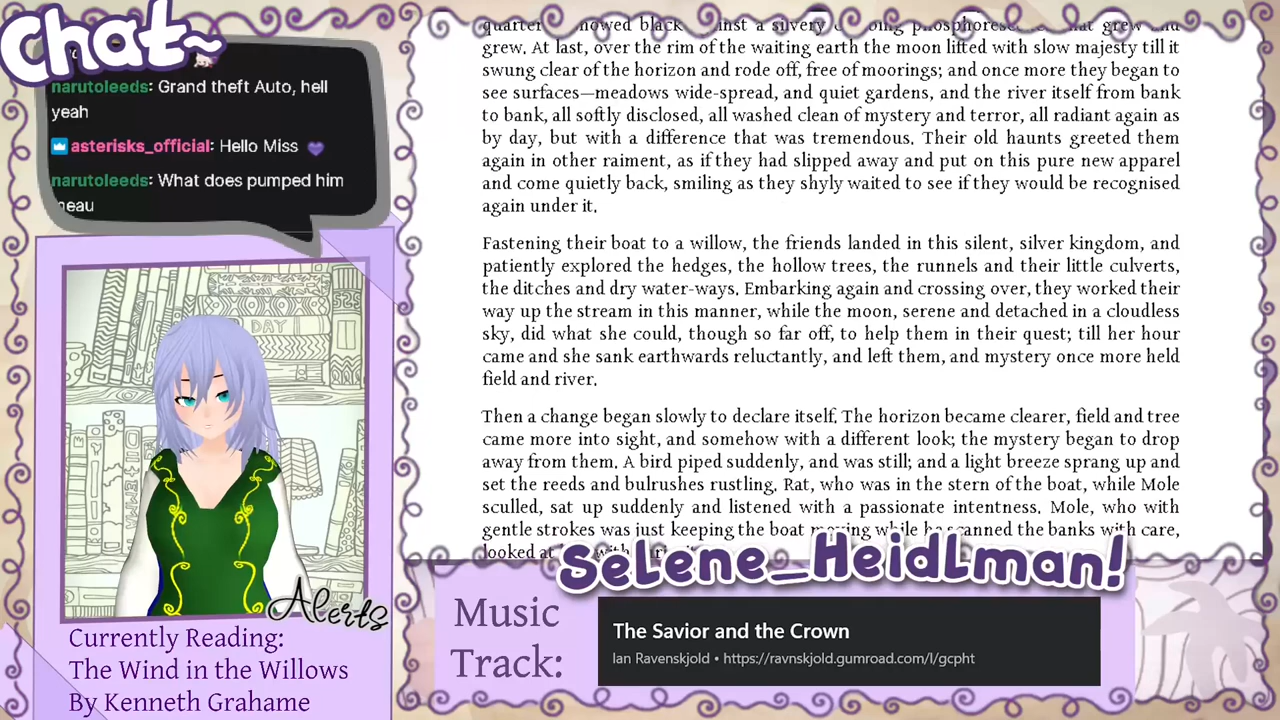 Chat~
narutoleeds: Grand theft Auto, hell
yeah
asterisks_official: Hello Miss 💜
narutoleeds: What does pumped him
DAY
Alerts
Currently Reading:
The Wind in the Willows
By Kenneth Grahame
grew. At last, over the rim of the waiting earth the moon lifted with slow majesty till it
swung clear of the horizon and rode off, free of moorings; and once more they began to
see surfaces—meadows wide-spread, and quiet gardens, and the river itself from bank
to bank, all softly disclosed, all washed clean of mystery and terror, all radiant again as
by day, but with a difference that was tremendous. Their old haunts greeted them
again in other raiment, as if they had slipped away and put on this pure new apparel
and come quietly back, smiling as they shyly waited to see if they would be recognised
again under it.
Fastening their boat to a willow, the friends landed in this silent, silver kingdom, and
patiently explored the hedges, the hollow trees, the runnels and their little culverts,
the ditches and dry water-ways. Embarking again and crossing over, they worked their
way up the stream in this manner, while the moon, serene and detached in a cloudless
sky, did what she could, though so far off, to help them in their quest; till her hour
came and she sank earthwards reluctantly, and left them, and mystery once more held
field and river.
Then a change began slowly to declare itself. The horizon became clearer, field and tree
came more into sight, and somehow with a different look; the mystery began to drop
away from them. A bird piped suddenly, and was still; and a light breeze sprang up and
set the reeds and bulrushes rustling. Rat, who was in the stern of the boat, while Mole
sculled, sat up suddenly and listened with a passionate intentness. Mole, who with
gentle strokes was just keeping the boat moving while he scanned the banks with care,
looked at
Selene_Heidlman!
Music
Track:
The Savior and the Crown
Ian Ravenskjold • https://ravnskjold.gumroad.com/l/gcpht